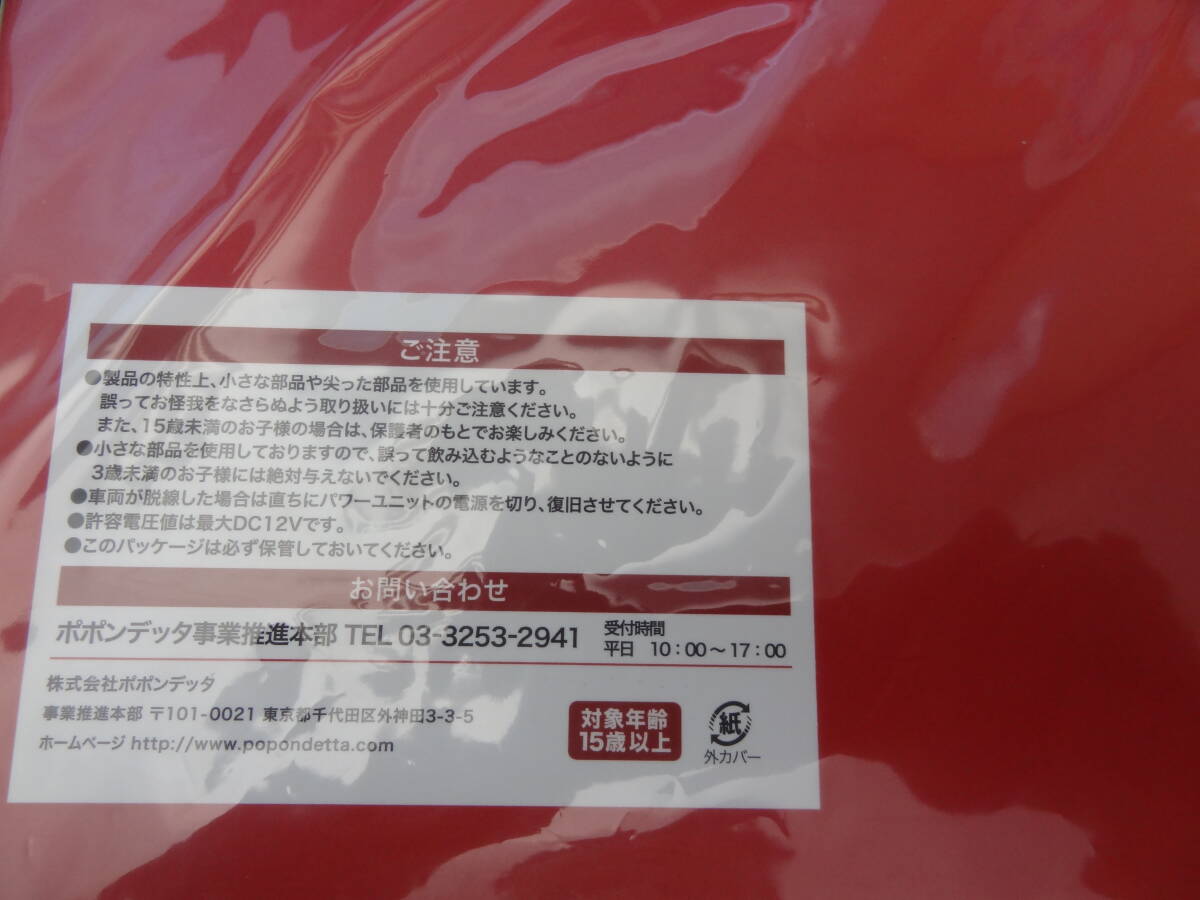 ご注意
●製品の特性上、小さな部品や尖った部品を使用しています。
誤ってお怪我をなさらぬよう取り扱いには十分ご注意ください。
また、15歳未満のお子様の場合は、保護者のもとでお楽しみください。
●小さな部品を使用しておりますので、誤って飲み込むようなことのないように
3歳未満のお子様には絶対与えないでください。
●車両が脱線した場合は直ちにパワーユニットの電源を切り、復旧させてください。
●許容電圧値は最大DC12Vです。
●このパッケージは必ず保管しておいてください。
お問い合わせ
ポポンデッタ事業推進本部 TEL 03-3253-2941
受付時間
平日 10：00～17：00
株式会社ポポンデッタ
事業推進本部 〒101-0021 東京都千代田区外神田3-3-5
ホームページ http://www.popondetta.com
対象年齢
15歳以上
紙
外カバー